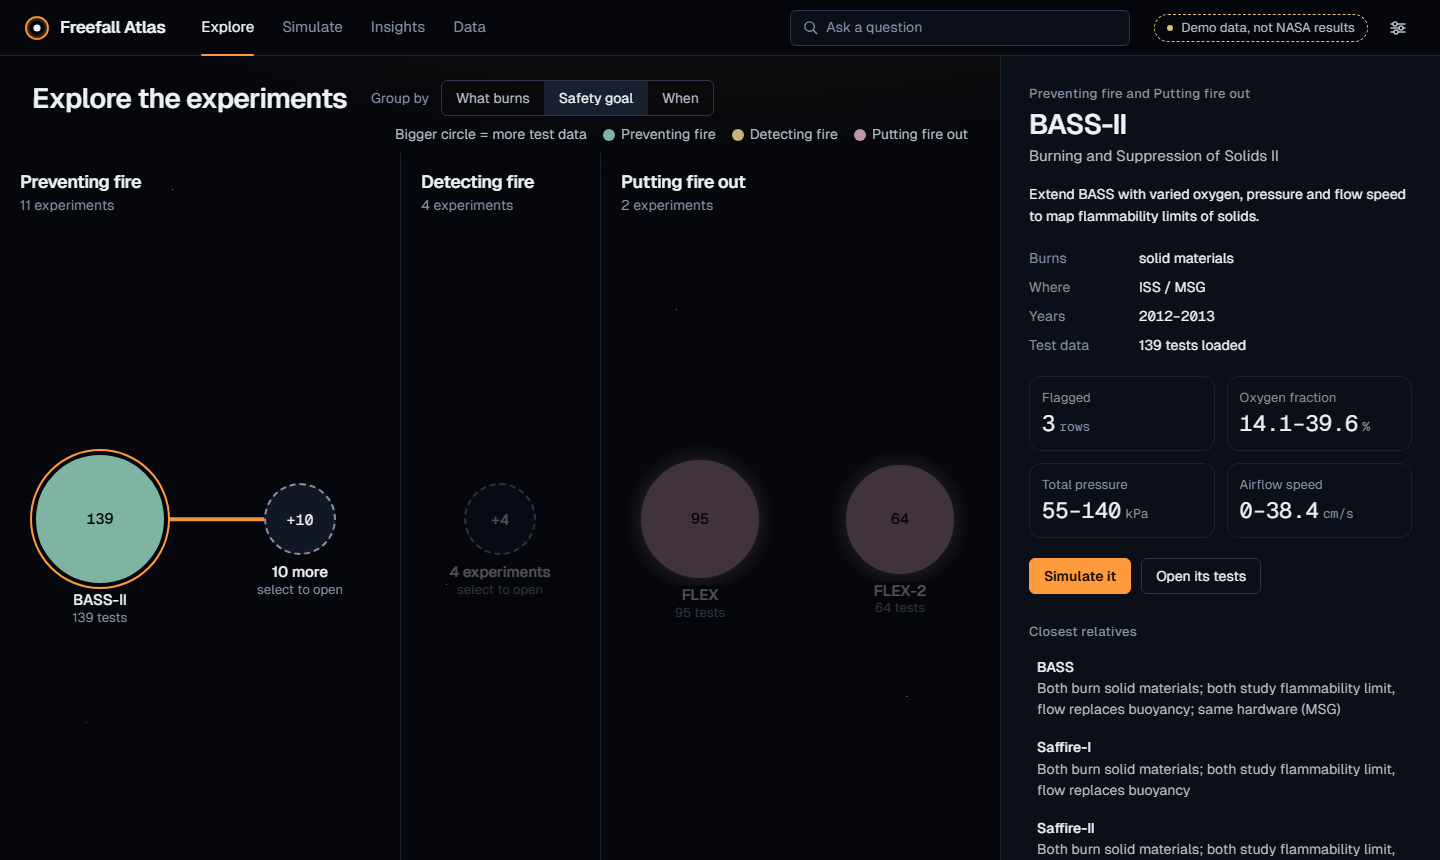 Freefall Atlas
Explore
Simulate
Insights
Data
Ask a question
Demo data, not NASA results
Explore the experiments
Group by
What burns
Safety goal
When
Bigger circle = more test data
Preventing fire
Detecting fire
Putting fire out
Preventing fire
11 experiments
Detecting fire
4 experiments
Putting fire out
2 experiments
139
BASS-II
139 tests
+10
10 more
select to open
+4
4 experiments
select to open
95
FLEX
95 tests
64
FLEX-2
64 tests
Preventing fire and Putting fire out
BASS-II
Burning and Suppression of Solids II
Extend BASS with varied oxygen, pressure and flow speed
to map flammability limits of solids.
Burns solid materials
Where ISS / MSG
Years 2012–2013
Test data 139 tests loaded
Flagged
3 rows
Oxygen fraction
14.1–39.6 %
Total pressure
55–140 kPa
Airflow speed
0–38.4 cm/s
Simulate it
Open its tests
Closest relatives
BASS
Both burn solid materials; both study flammability limit,
flow replaces buoyancy; same hardware (MSG)
Saffire-I
Both burn solid materials; both study flammability limit,
flow replaces buoyancy
Saffire-II
Both burn solid materials; both study flammability limit,